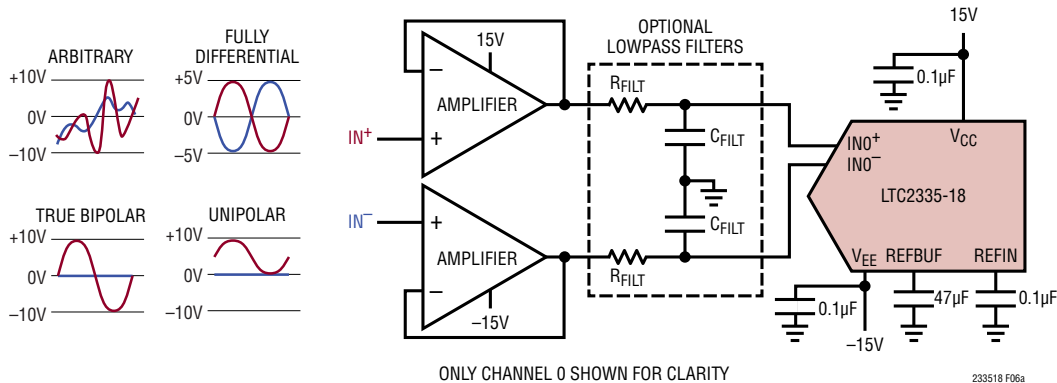 ARBITRARY
+10V
0V
–10V
FULLY
DIFFERENTIAL
+5V
0V
–5V
TRUE BIPOLAR
+10V
0V
–10V
UNIPOLAR
+10V
0V
–10V
15V
–
AMPLIFIER
IN+
+
IN–
+
AMPLIFIER
–
–15V
OPTIONAL
LOWPASS FILTERS
RFILT
CFILT
CFILT
RFILT
15V
0.1µF
IN0+
IN0–
VCC
LTC2335-18
VEE
REFBUF
REFIN
0.1µF
–15V
47µF
0.1µF
ONLY CHANNEL 0 SHOWN FOR CLARITY
233518 F06a